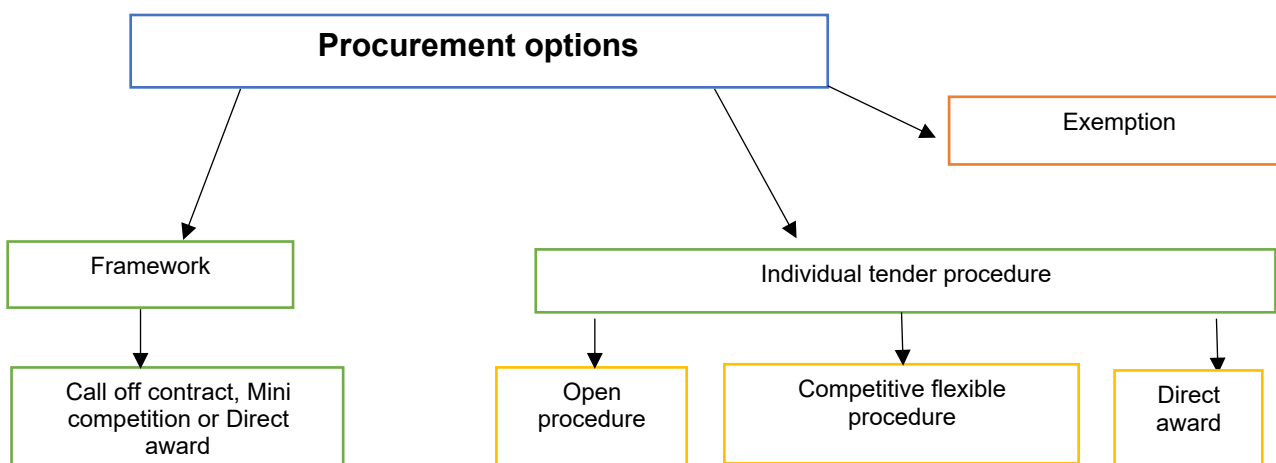 Procurement options
Exemption
Framework
Individual tender procedure
Call off contract, Mini
competition or Direct
award
Open
procedure
Competitive flexible
procedure
Direct
award